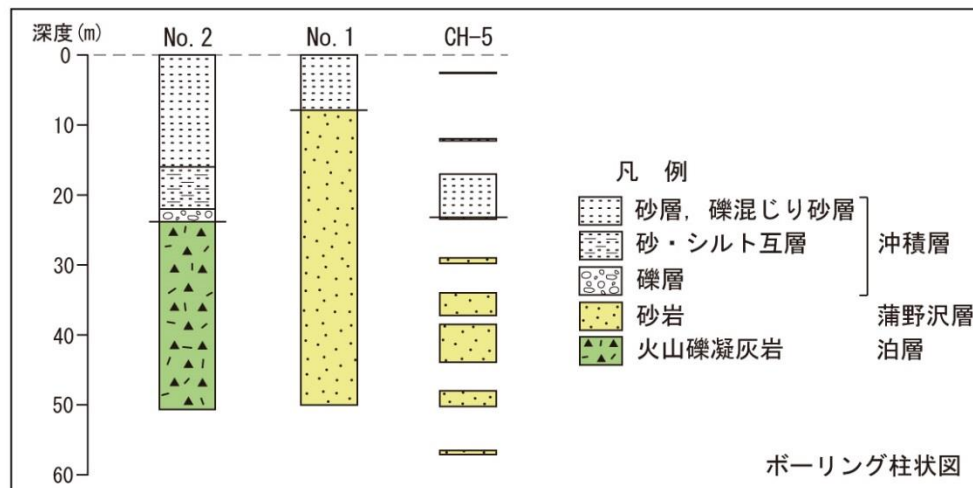 深度(m)
No. 2
No. 1
CH-5
0
10
20
30
40
50
60
凡 例
砂層, 礫混じり砂層
砂・シルト互層
礫層
沖積層
砂岩 蒲野沢層
火山礫凝灰岩 泊層
ボーリング柱状図